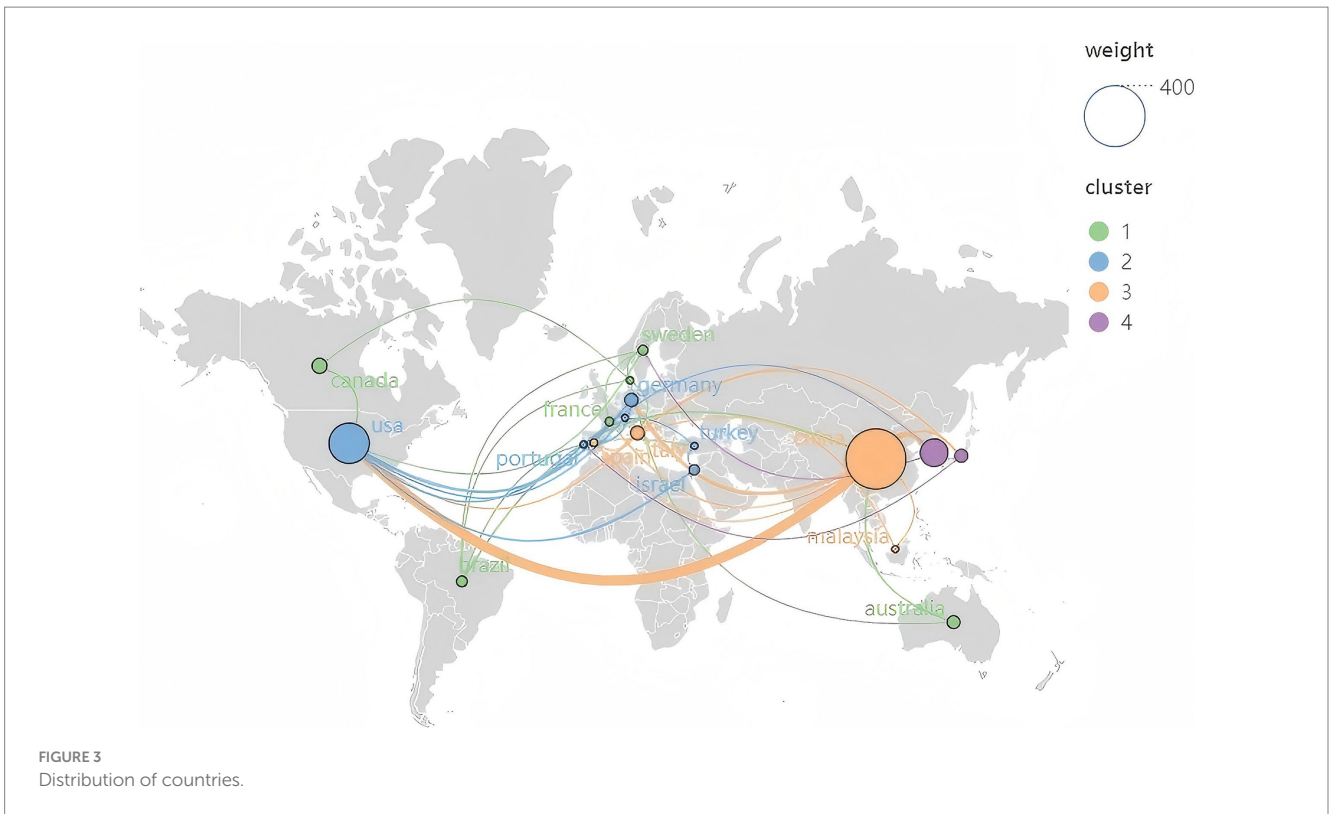 weight
400
cluster
1
2
3
4
sweden
canada
germany
france
usa
turkey
china
portugal
spain
italy
israel
malaysia
brazil
australia
FIGURE 3
Distribution of countries.